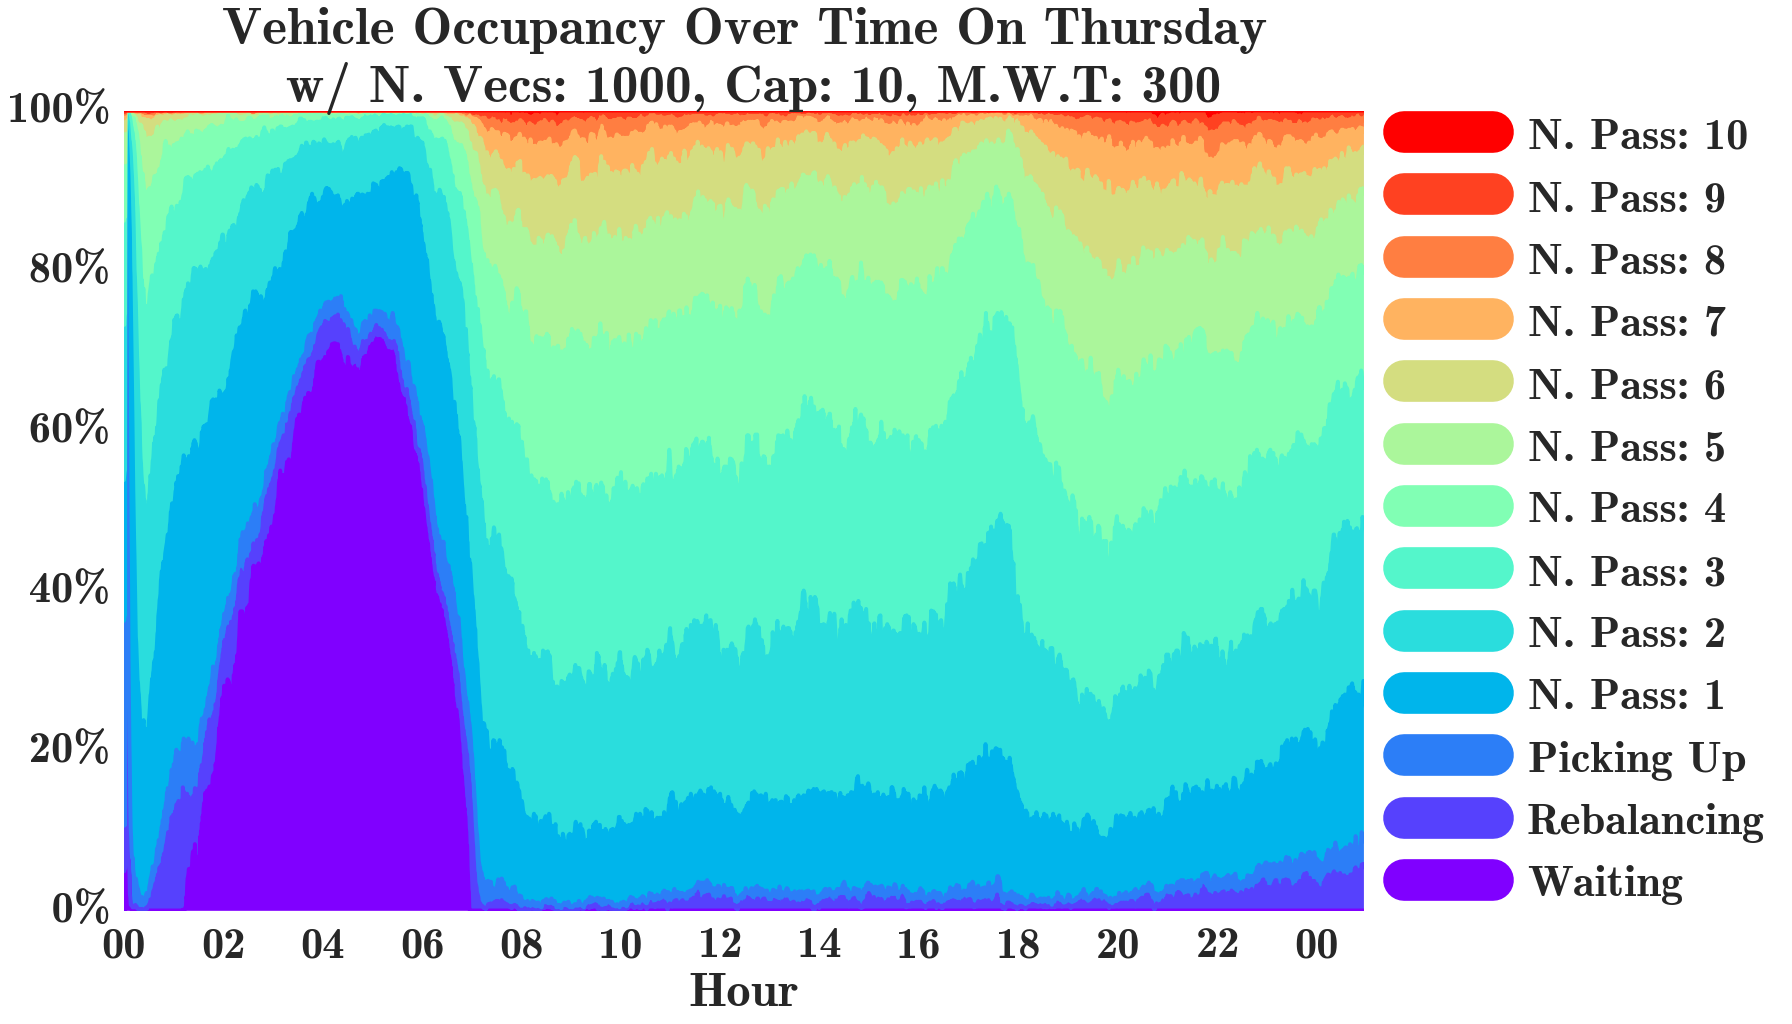 Vehicle Occupancy Over Time On Thursday
w/ N. Vecs: 1000, Cap: 10, M.W.T: 300
100%
80%
60%
40%
20%
0%
00 02 04 06 08 10 12 14 16 18 20 22 00
Hour
N. Pass: 10
N. Pass: 9
N. Pass: 8
N. Pass: 7
N. Pass: 6
N. Pass: 5
N. Pass: 4
N. Pass: 3
N. Pass: 2
N. Pass: 1
Picking Up
Rebalancing
Waiting